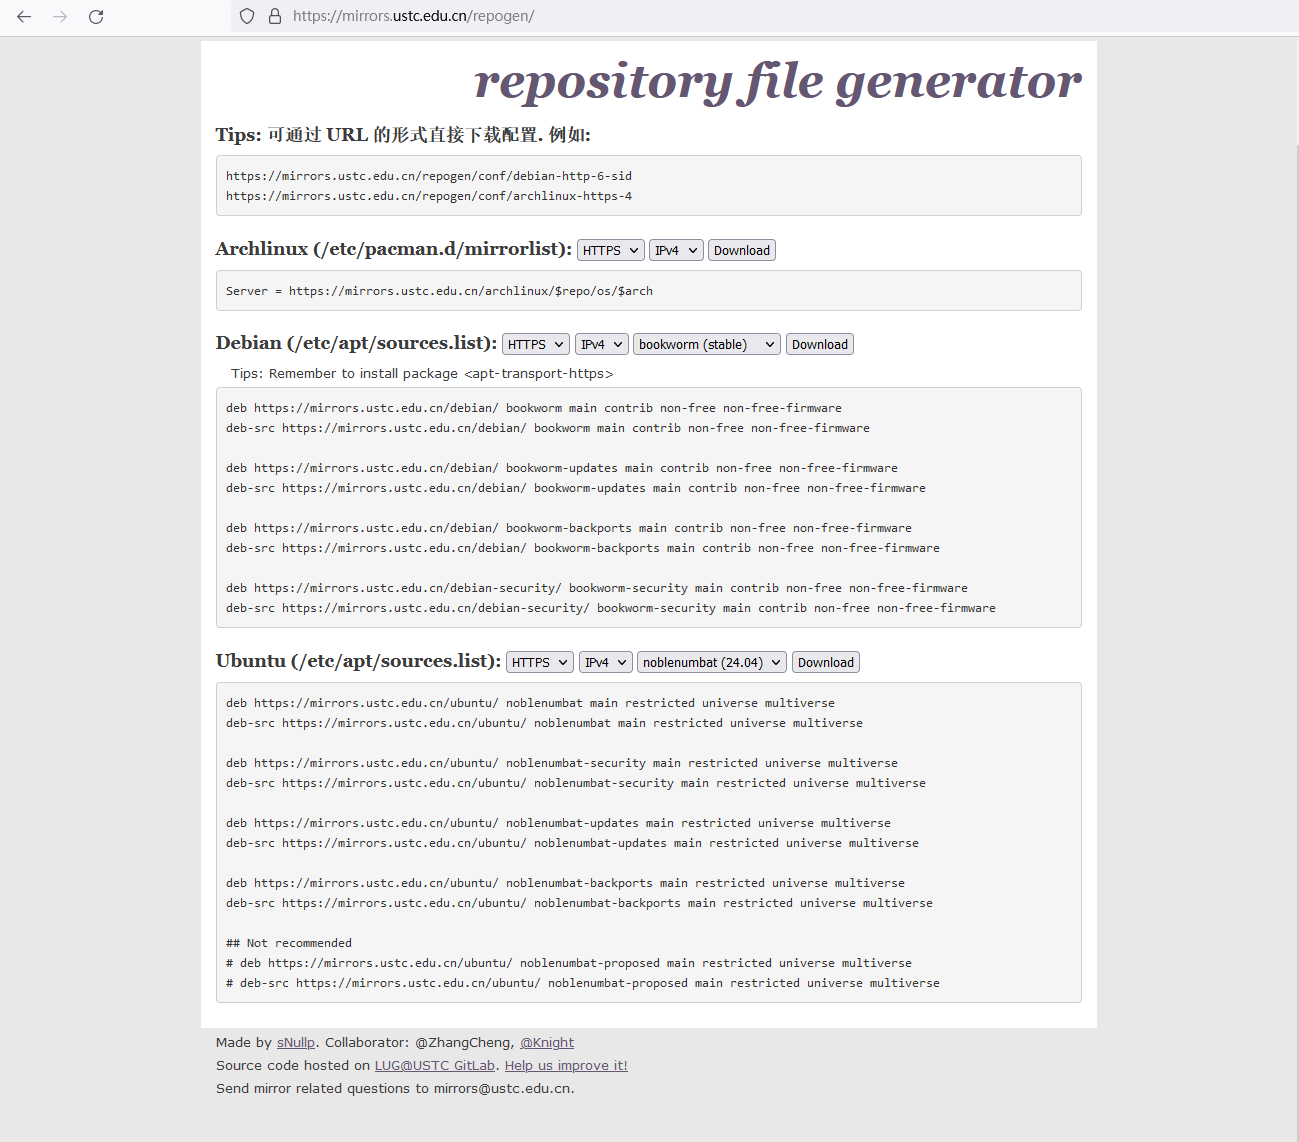 https://mirrors.ustc.edu.cn/repogen/
repository file generator
Tips: 可通过 URL 的形式直接下载配置. 例如:
https://mirrors.ustc.edu.cn/repogen/conf/debian-http-6-sid
https://mirrors.ustc.edu.cn/repogen/conf/archlinux-https-4
Archlinux (/etc/pacman.d/mirrorlist): HTTPS IPv4 Download
Server = https://mirrors.ustc.edu.cn/archlinux/$repo/os/$arch
Debian (/etc/apt/sources.list): HTTPS IPv4 bookworm (stable) Download
Tips: Remember to install package <apt-transport-https>
deb https://mirrors.ustc.edu.cn/debian/ bookworm main contrib non-free non-free-firmware
deb-src https://mirrors.ustc.edu.cn/debian/ bookworm main contrib non-free non-free-firmware
deb https://mirrors.ustc.edu.cn/debian/ bookworm-updates main contrib non-free non-free-firmware
deb-src https://mirrors.ustc.edu.cn/debian/ bookworm-updates main contrib non-free non-free-firmware
deb https://mirrors.ustc.edu.cn/debian/ bookworm-backports main contrib non-free non-free-firmware
deb-src https://mirrors.ustc.edu.cn/debian/ bookworm-backports main contrib non-free non-free-firmware
deb https://mirrors.ustc.edu.cn/debian-security/ bookworm-security main contrib non-free non-free-firmware
deb-src https://mirrors.ustc.edu.cn/debian-security/ bookworm-security main contrib non-free non-free-firmware
Ubuntu (/etc/apt/sources.list): HTTPS IPv4 noblenumbat (24.04) Download
deb https://mirrors.ustc.edu.cn/ubuntu/ noblenumbat main restricted universe multiverse
deb-src https://mirrors.ustc.edu.cn/ubuntu/ noblenumbat main restricted universe multiverse
deb https://mirrors.ustc.edu.cn/ubuntu/ noblenumbat-security main restricted universe multiverse
deb-src https://mirrors.ustc.edu.cn/ubuntu/ noblenumbat-security main restricted universe multiverse
deb https://mirrors.ustc.edu.cn/ubuntu/ noblenumbat-updates main restricted universe multiverse
deb-src https://mirrors.ustc.edu.cn/ubuntu/ noblenumbat-updates main restricted universe multiverse
deb https://mirrors.ustc.edu.cn/ubuntu/ noblenumbat-backports main restricted universe multiverse
deb-src https://mirrors.ustc.edu.cn/ubuntu/ noblenumbat-backports main restricted universe multiverse
## Not recommended
# deb https://mirrors.ustc.edu.cn/ubuntu/ noblenumbat-proposed main restricted universe multiverse
# deb-src https://mirrors.ustc.edu.cn/ubuntu/ noblenumbat-proposed main restricted universe multiverse
Made by sNullp. Collaborator: @ZhangCheng, @Knight
Source code hosted on LUG@USTC GitLab. Help us improve it!
Send mirror related questions to mirrors@ustc.edu.cn.